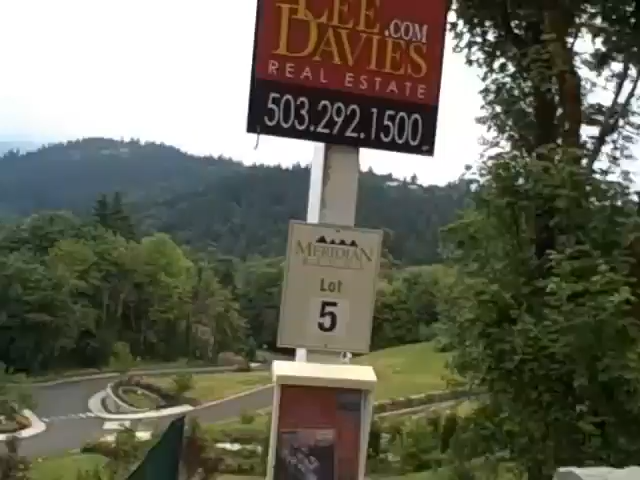 LEE
DAVIES.COM
REAL ESTATE
503.292.1500
MERIDIAN
Lot
5